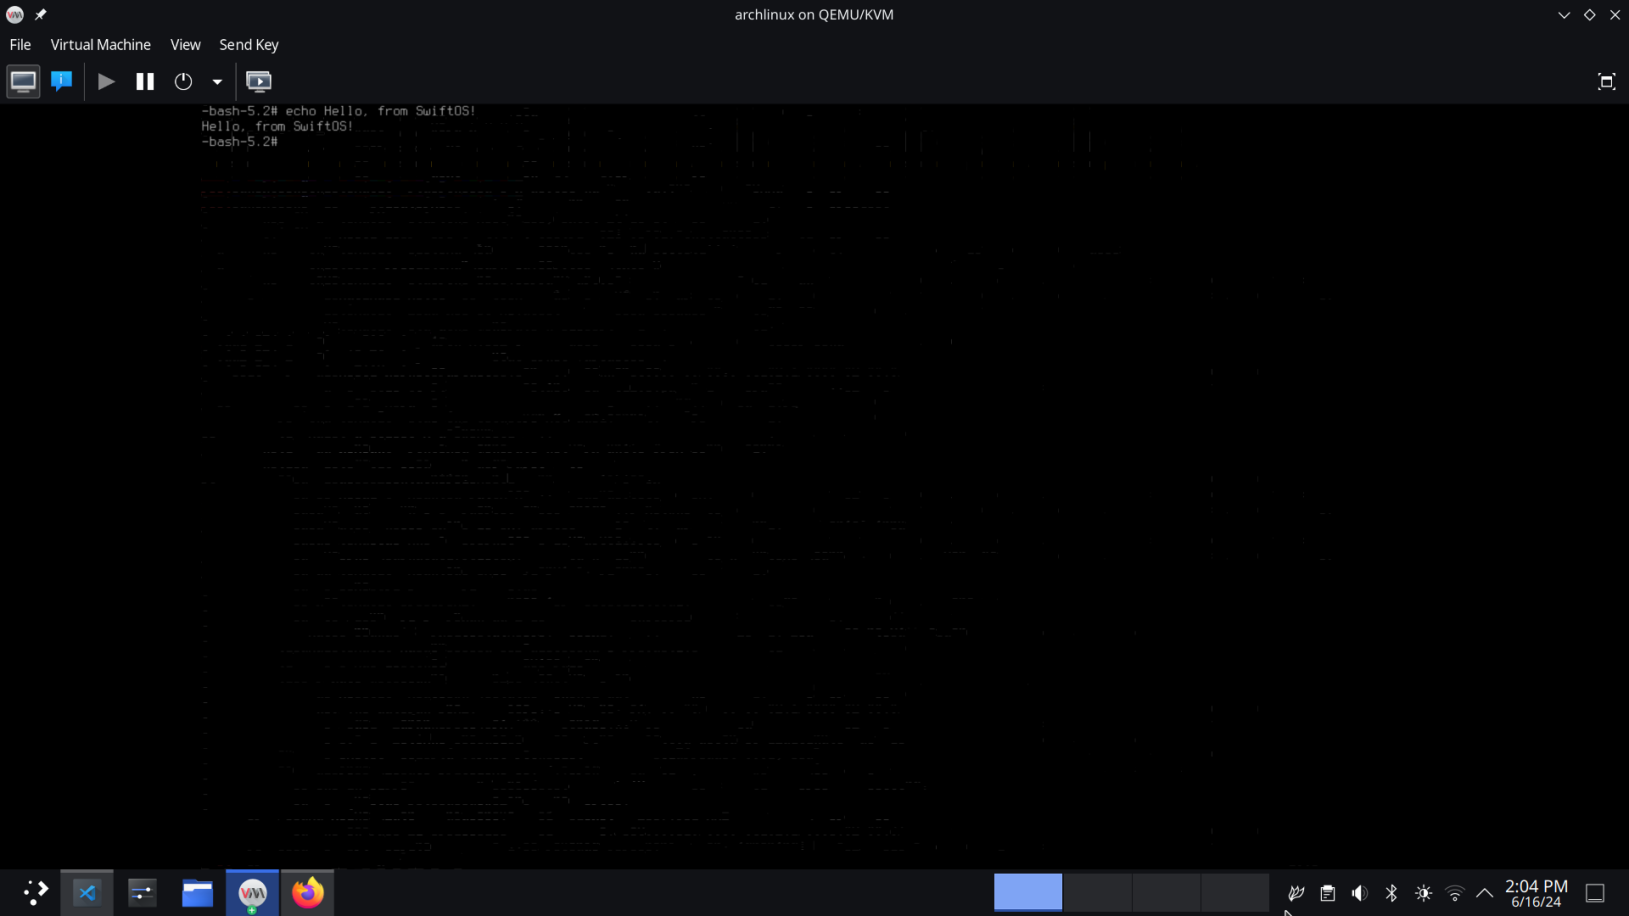 archlinux on QEMU/KVM
File Virtual Machine View Send Key
-bash-5.2# echo Hello, from SwiftOS!
Hello, from SwiftOS!
-bash-5.2#
2:04 PM
6/16/24